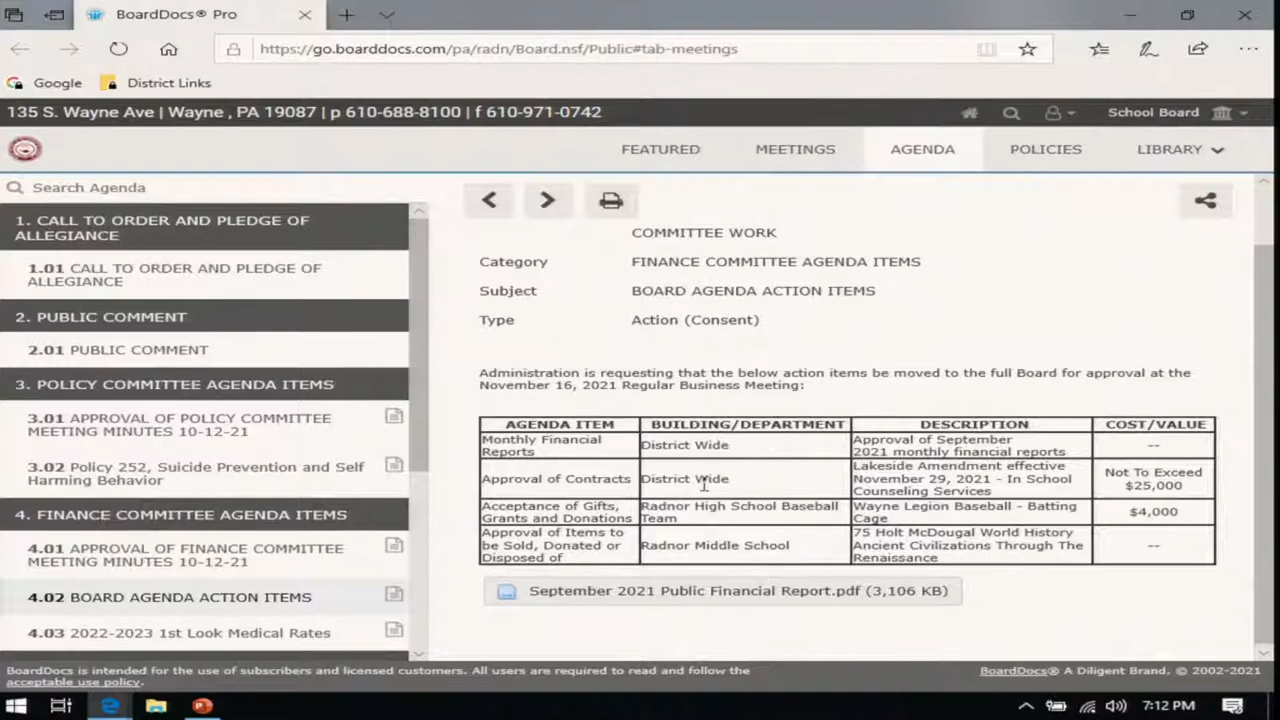 BoardDocs® Pro
https://go.boarddocs.com/pa/radn/Board.nsf/Public#tab-meetings
Google
District Links
135 S. Wayne Ave | Wayne , PA 19087 | p 610-688-8100 | f 610-971-0742
School Board
FEATURED
MEETINGS
AGENDA
POLICIES
LIBRARY
Search Agenda
1. CALL TO ORDER AND PLEDGE OF
ALLEGIANCE
1.01 CALL TO ORDER AND PLEDGE OF
ALLEGIANCE
2. PUBLIC COMMENT
2.01 PUBLIC COMMENT
3. POLICY COMMITTEE AGENDA ITEMS
3.01 APPROVAL OF POLICY COMMITTEE
MEETING MINUTES 10-12-21
3.02 Policy 252, Suicide Prevention and Self
Harming Behavior
4. FINANCE COMMITTEE AGENDA ITEMS
4.01 APPROVAL OF FINANCE COMMITTEE
MEETING MINUTES 10-12-21
4.02 BOARD AGENDA ACTION ITEMS
4.03 2022-2023 1st Look Medical Rates
COMMITTEE WORK
Category FINANCE COMMITTEE AGENDA ITEMS
Subject BOARD AGENDA ACTION ITEMS
Type Action (Consent)
Administration is requesting that the below action items be moved to the full Board for approval at the
November 16, 2021 Regular Business Meeting:
AGENDA ITEM BUILDING/DEPARTMENT DESCRIPTION COST/VALUE
Monthly Financial
Reports
District Wide
Approval of September
2021 monthly financial reports
--
Approval of Contracts
District Wide
Lakeside Amendment effective
November 29, 2021 - In School
Counseling Services
Not To Exceed
$25,000
Acceptance of Gifts,
Grants and Donations
Radnor High School Baseball
Team
Wayne Legion Baseball - Batting
Cage
$4,000
Approval of Items to
be Sold, Donated or
Disposed of
Radnor Middle School
75 Holt McDougal World History
Ancient Civilizations Through The
Renaissance
--
September 2021 Public Financial Report.pdf (3,106 KB)
BoardDocs is intended for the use of subscribers and licensed customers. All users are required to read and follow the
acceptable use policy.
BoardDocs® A Diligent Brand, © 2002-2021
7:12 PM